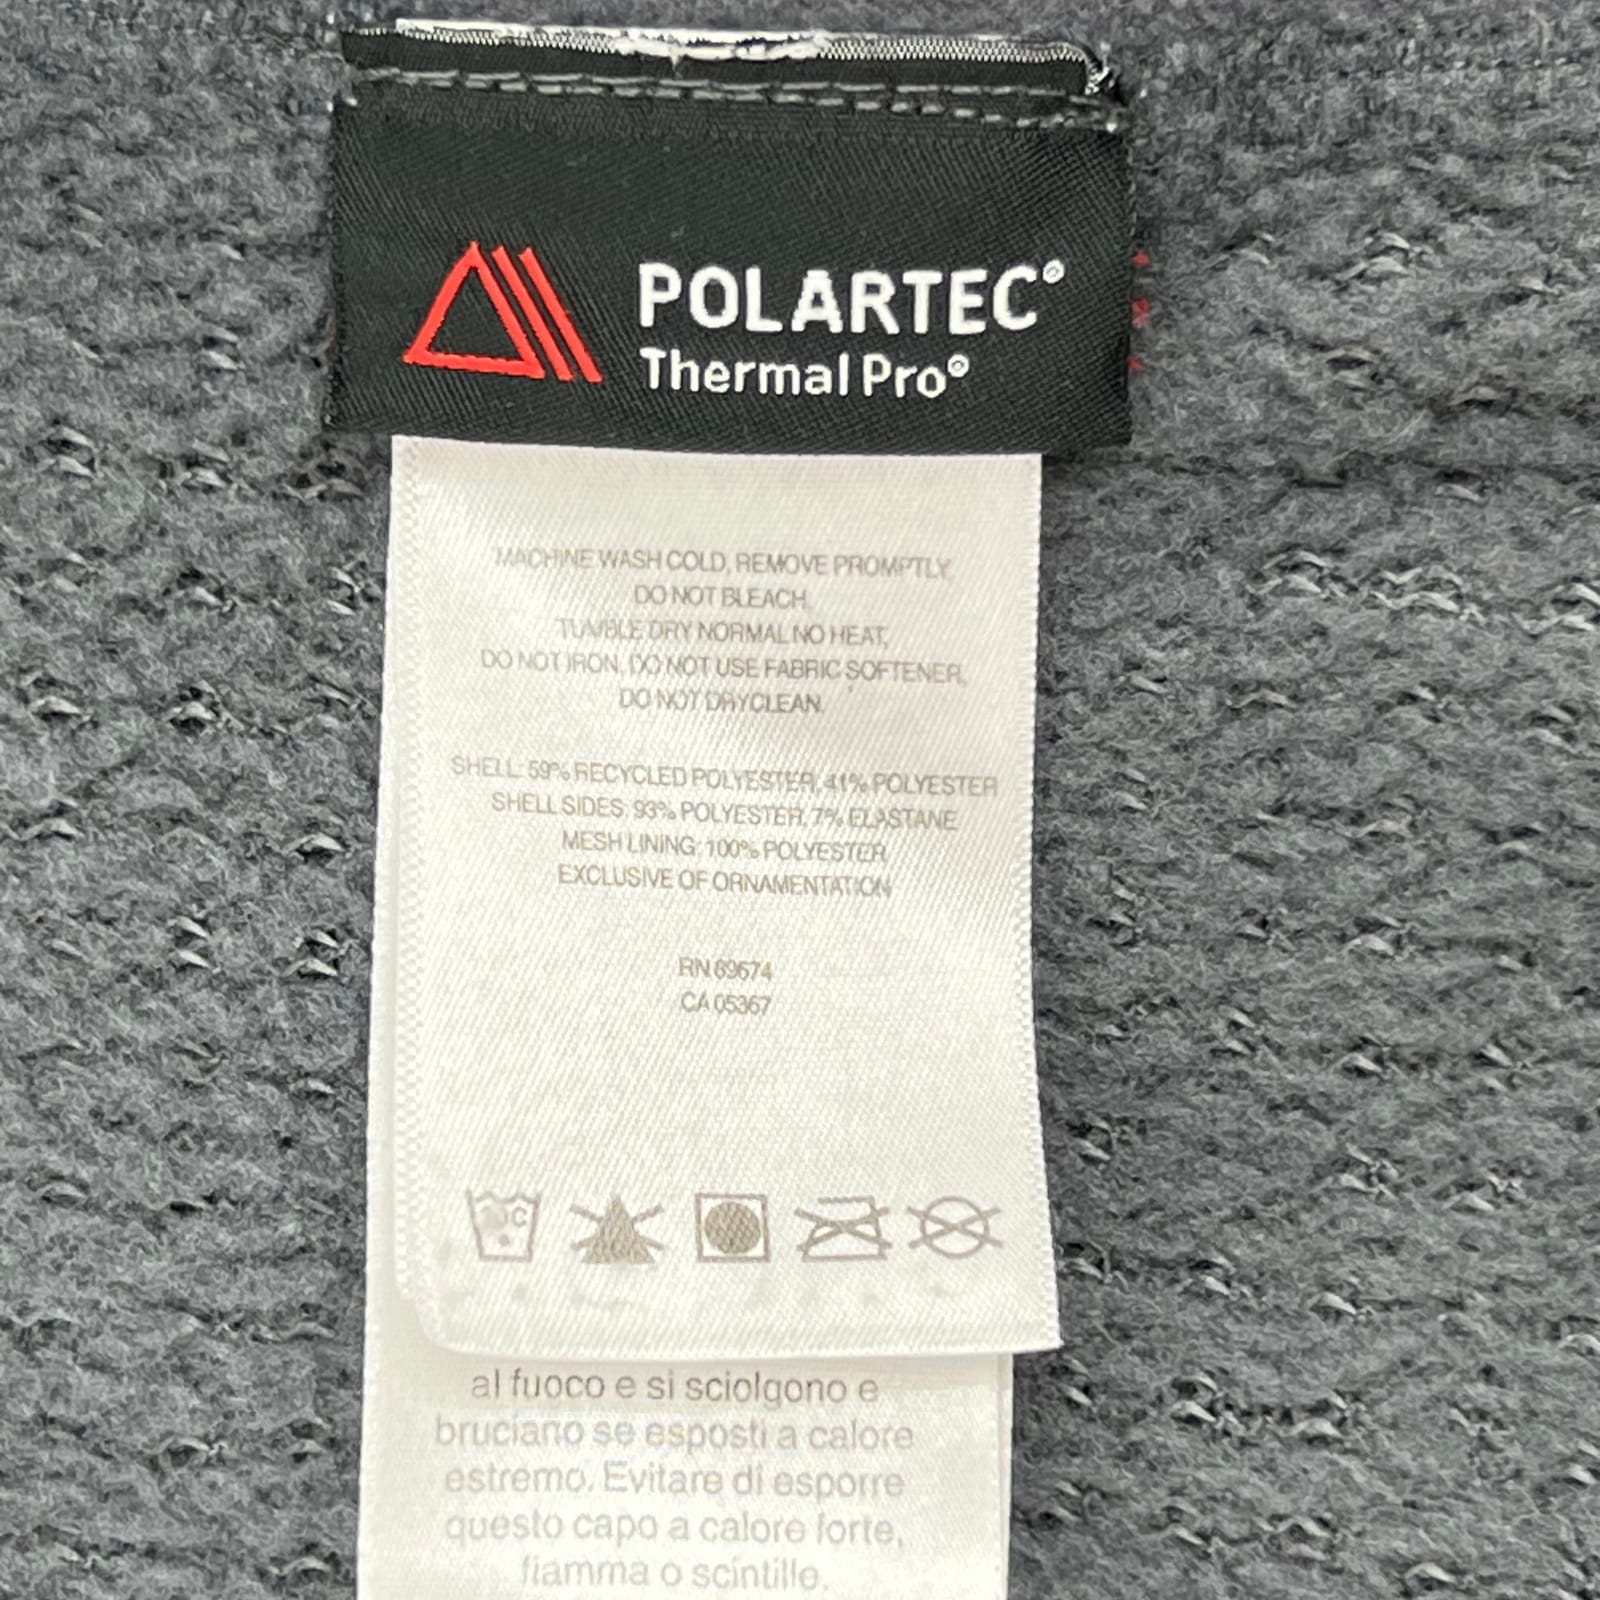 POLARTEC®
Thermal Pro®
MACHINE WASH COLD, REMOVE PROMPTLY,
DO NOT BLEACH,
TUMBLE DRY NORMAL NO HEAT,
DO NOT IRON, DO NOT USE FABRIC SOFTENER,
DO NOT DRYCLEAN.
SHELL: 59% RECYCLED POLYESTER, 41% POLYESTER
SHELL SIDES: 93% POLYESTER, 7% ELASTANE
MESH LINING: 100% POLYESTER
EXCLUSIVE OF ORNAMENTATION
RN 89674
CA 05367
al fuoco e si sciolgono e
bruciano se esposti a calore
estremo. Evitare di esporre
questo capo a calore forte,
fiamma o scintille.